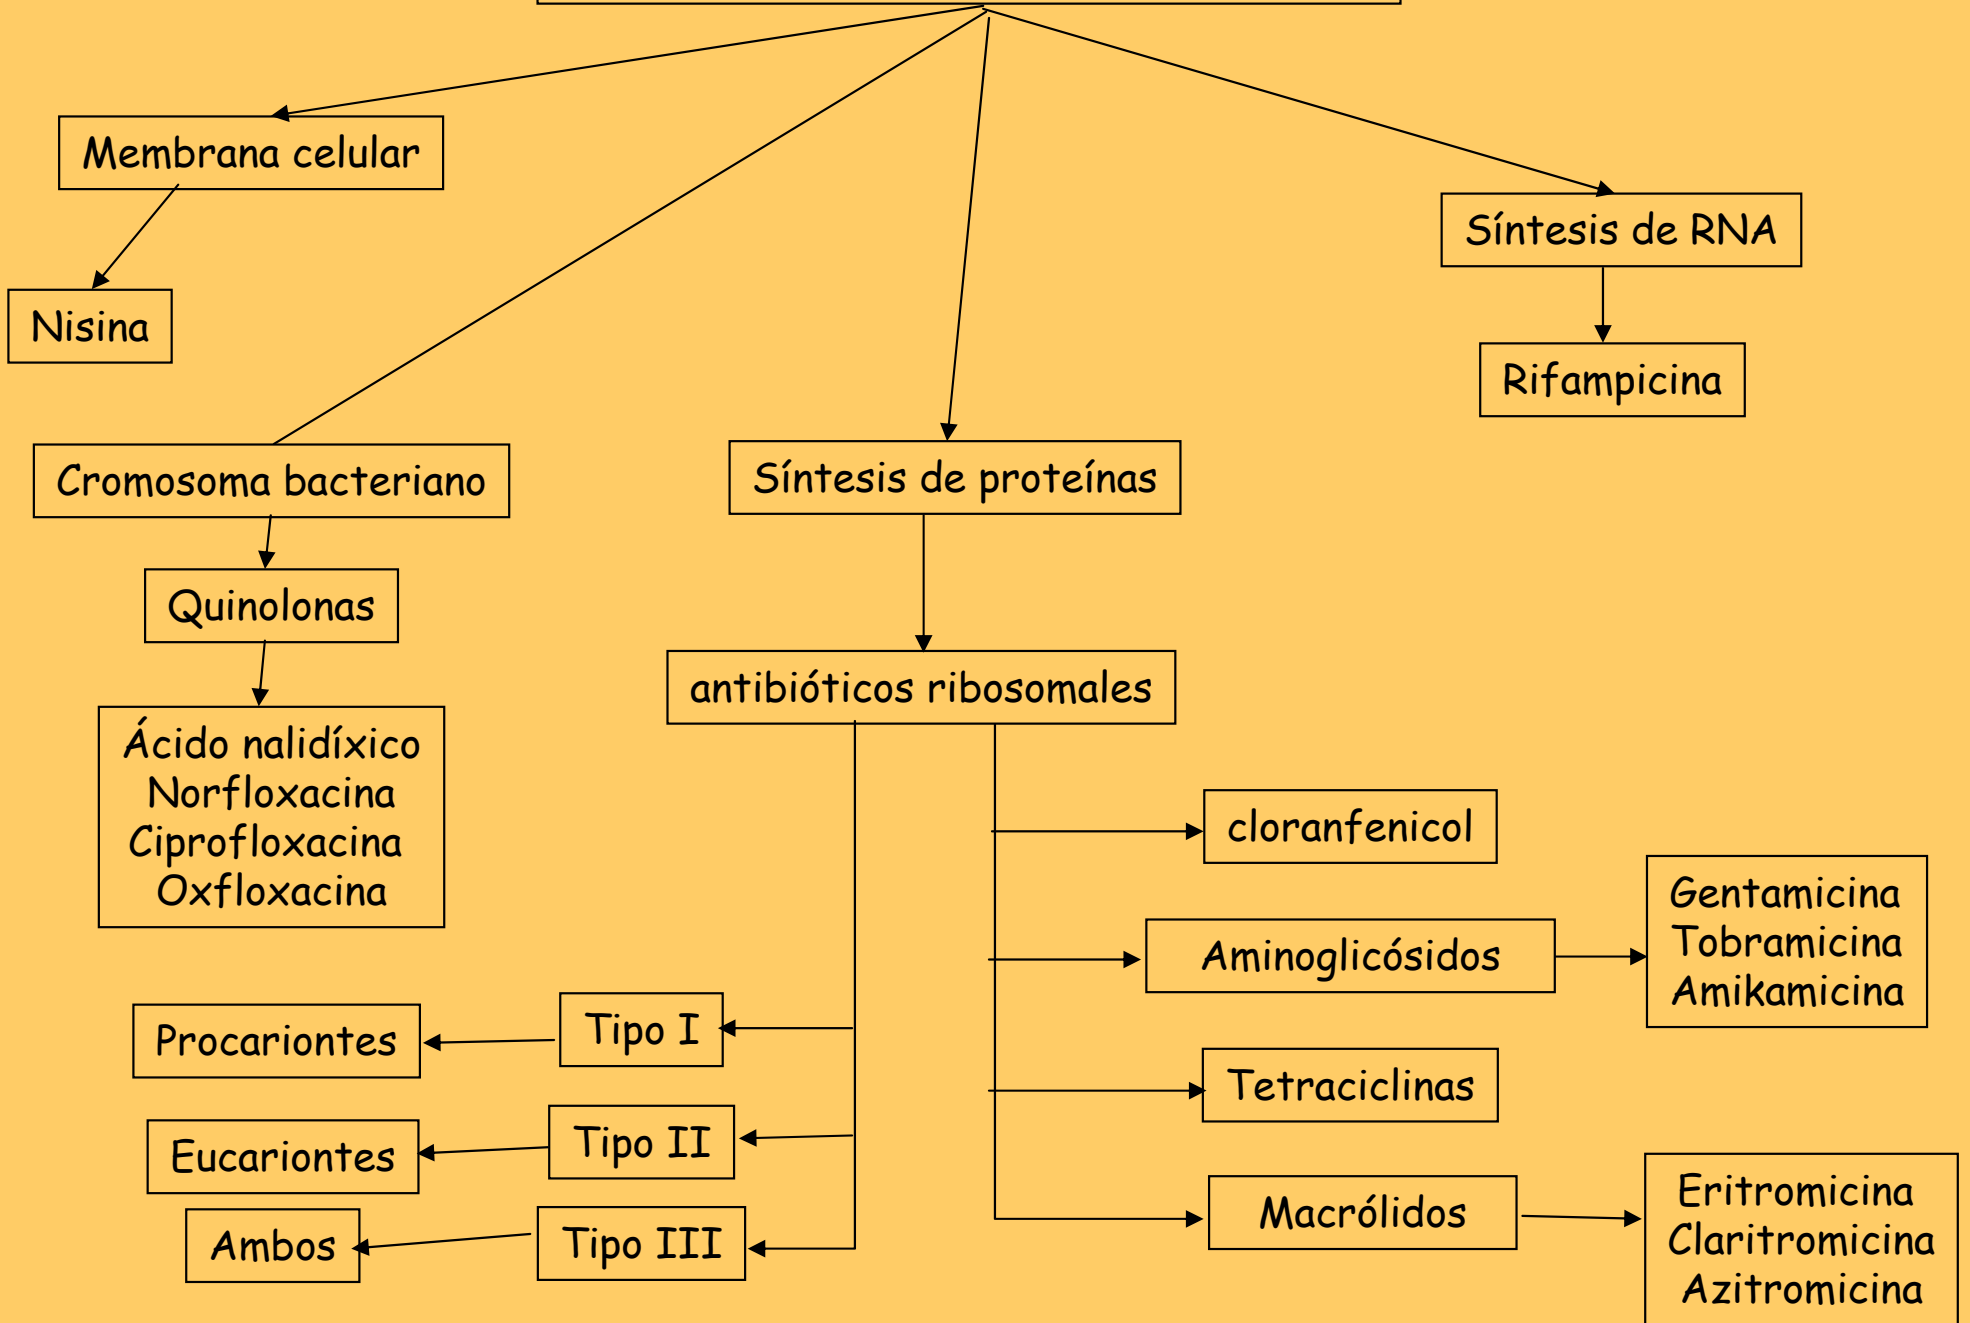 Membrana celular
Síntesis de RNA
Nisina
Rifampicina
Cromosoma bacteriano
Síntesis de proteínas
Quinolonas
antibióticos ribosomales
Ácido nalidíxico
Norfloxacina
Ciprofloxacina
Oxfloxacina
cloranfenicol
Aminoglicósidos
Gentamicina
Tobramicina
Amikamicina
Procariontes
Tipo I
Tetraciclinas
Eucariontes
Tipo II
Ambos
Tipo III
Macrólidos
Eritromicina
Claritromicina
Azitromicina